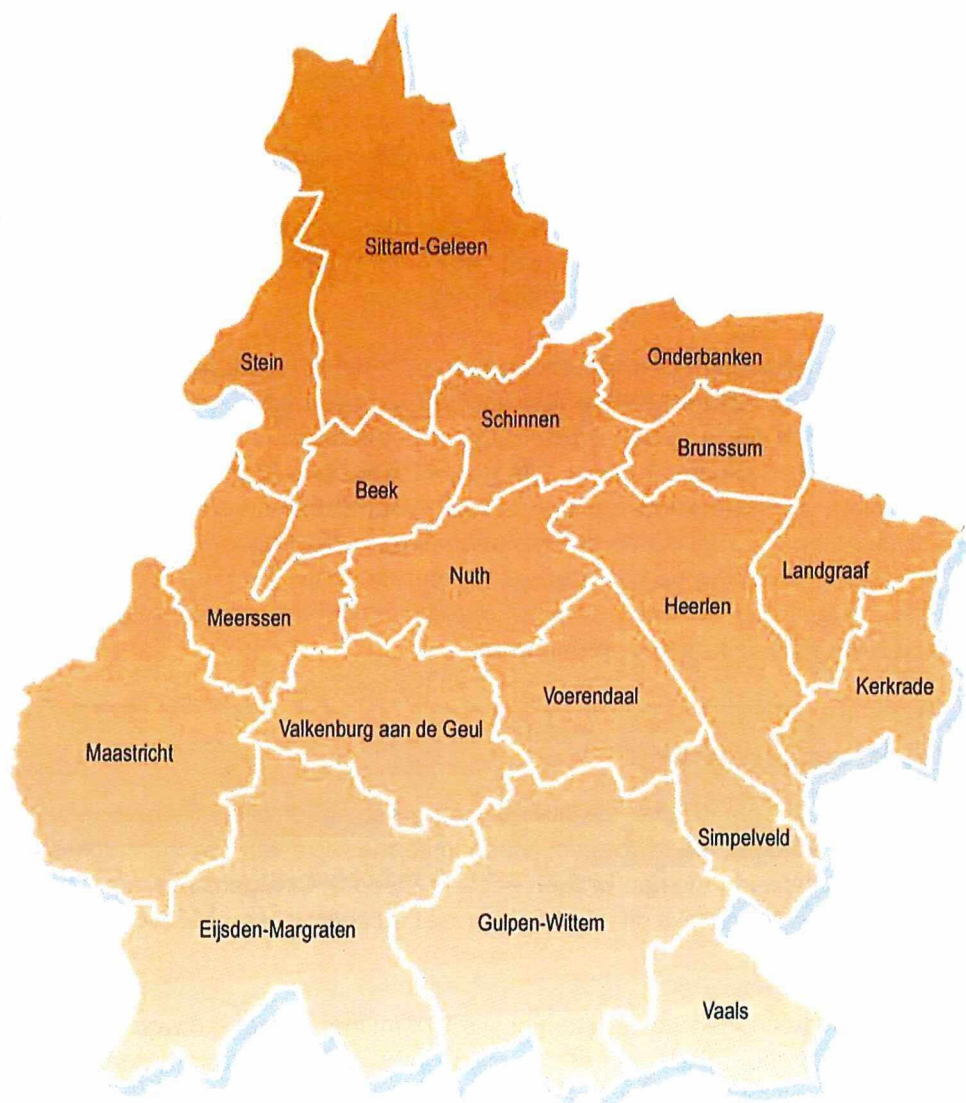 Sittard-Geleen
Stein
Onderbanken
Schinnen
Brunssum
Beek
Nuth
Landgraaf
Heerlen
Meerssen
Kerkrade
Voerendaal
Valkenburg aan de Geul
Maastricht
Simpelveld
Eijsden-Margraten
Gulpen-Wittem
Vaals